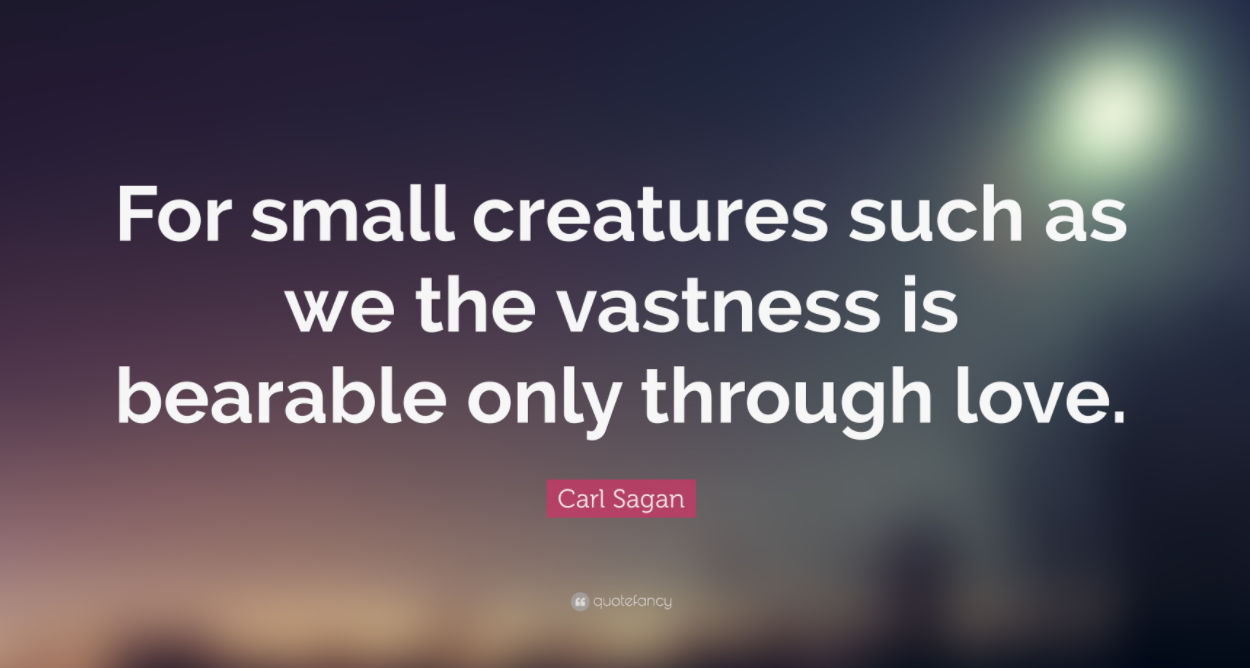 For small creatures such as
we the vastness is
bearable only through love.
Carl Sagan
quotefancy